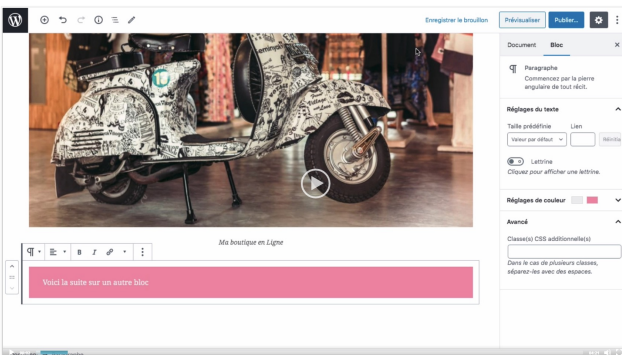 Enregistrer le brouillon
Prévisualiser
Publier...
Document
Bloc
Paragraphe
Commencez par la pierre
angulaire de tout récit.
Réglages du texte
Taille prédéfinie
Lien
Valeur par défaut
Réinitia
Lettrine
Cliquez pour afficher une lettrine.
Réglages de couleur
Avancé
Classe(s) CSS additionnelle(s)
Dans le cas de plusieurs classes,
séparez-les avec des espaces.
Ma boutique en Ligne
B I
Voici la suite sur un autre bloc